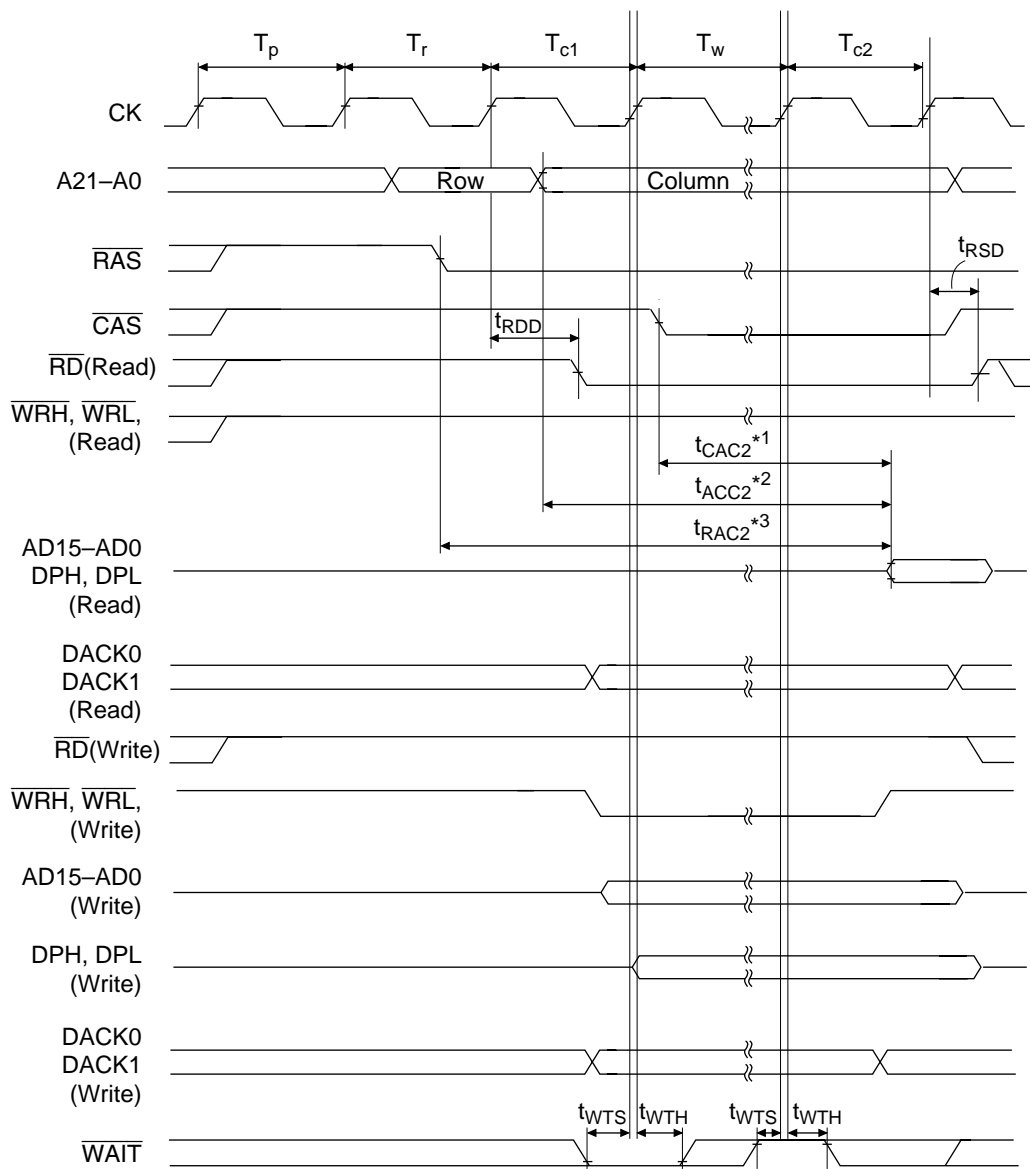 Tp Tr Tc1 Tw Tc2
CK
A21–A0 Row Column
RAS
tRSD
CAS
tRDD
RD(Read)
WRH, WRL,
(Read)
tCAC2*1
tACC2*2
tRAC2*3
AD15–AD0
DPH, DPL
(Read)
DACK0
DACK1
(Read)
RD(Write)
WRH, WRL,
(Write)
AD15–AD0
(Write)
DPH, DPL
(Write)
DACK0
DACK1
(Write)
tWTS tWTH tWTS tWTH
WAIT